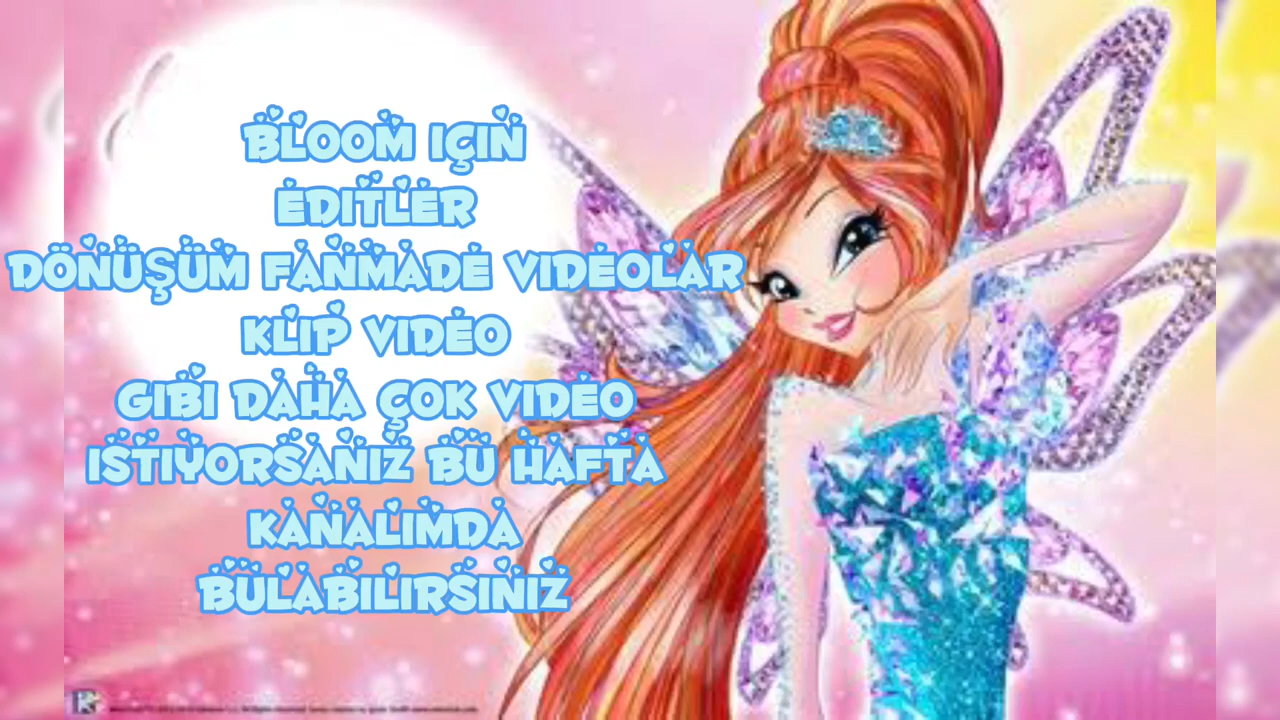 BLOOM IÇIN
EDITLER
DÖNÜŞÜM FANMADE VIDEOLAR
KLIP VIDEO
GIBI DAHA ÇOK VIDEO
ISTIYORSANIZ BU HAFTA
KANALIMDA
BULABILIRSINIZ